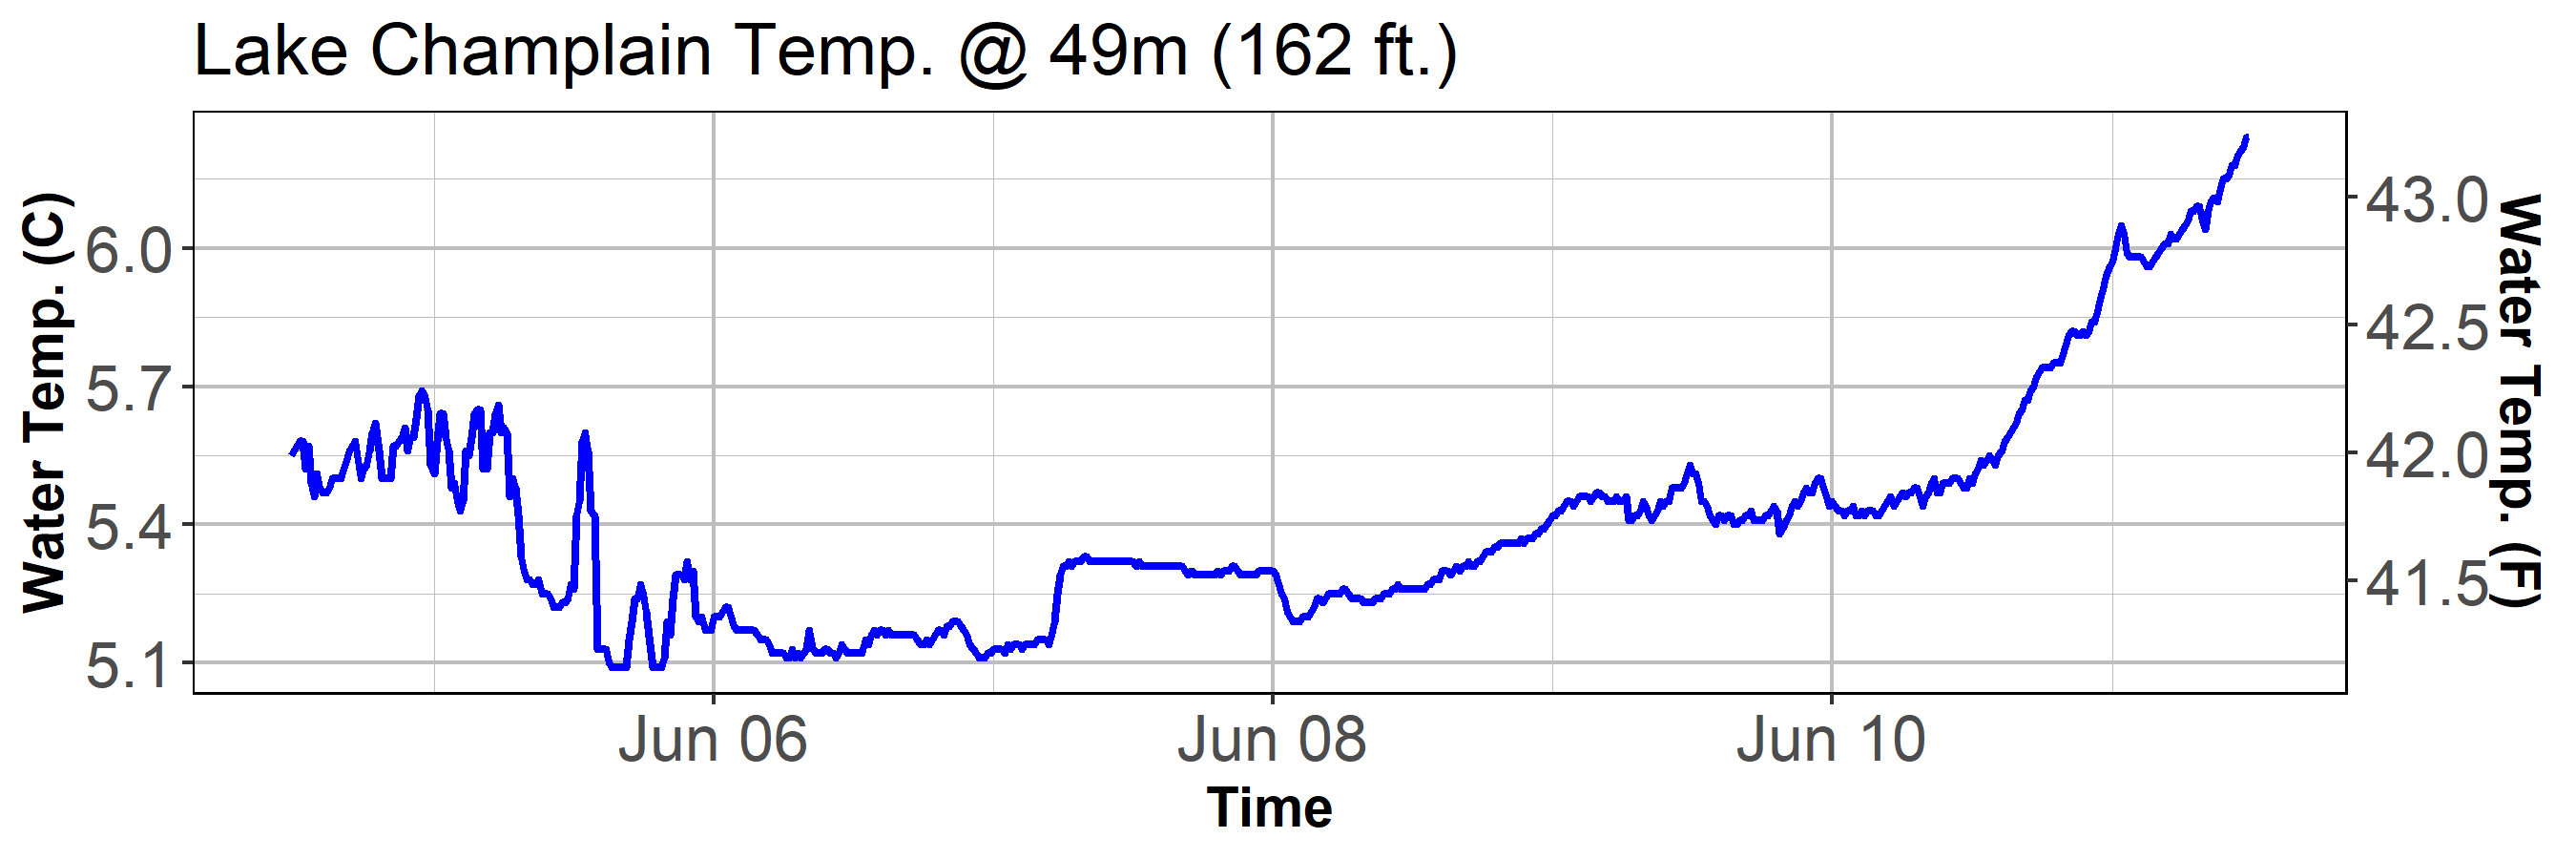 Lake Champlain Temp. @ 49m (162 ft.)
Water Temp. (C)
6.0
5.7
5.4
5.1
43.0
42.5
42.0
41.5
Water Temp. (F)
Jun 06
Jun 08
Jun 10
Time